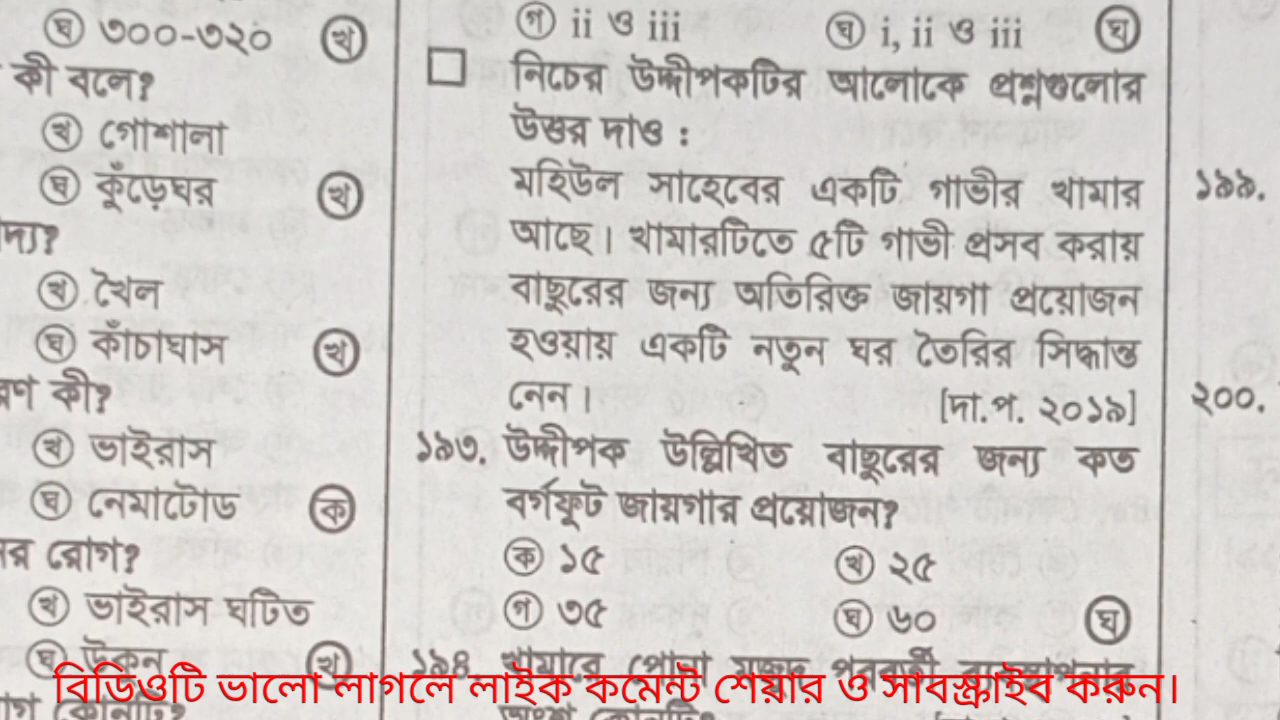 ঘ ৩০০-৩২০ খ
কী বলে?
খ গোশালা
ঘ কুঁড়েঘর খ
দ্য?
খ খৈল
ঘ কাঁচাঘাস খ
রণ কী?
খ ভাইরাস
ঘ নেমাটোড ক
রোগ?
খ ভাইরাস ঘটিত
ঘ উকুন খ
গ ii ও iii ঘ i, ii ও iii ঘ
নিচের উদ্দীপকটির আলোকে প্রশ্নগুলোর
উত্তর দাও :
মহিউল সাহেবের একটি গাভীর খামার
আছে। খামারটিতে ৫টি গাভী প্রসব করায়
বাছুরের জন্য অতিরিক্ত জায়গা প্রয়োজন
হওয়ায় একটি নতুন ঘর তৈরির সিদ্ধান্ত
নেন। [দা.প. ২০১৯]
১৯৩. উদ্দীপক উল্লিখিত বাছুরের জন্য কত
বর্গফুট জায়গার প্রয়োজন?
ক ১৫ খ ২৫
গ ৩৫ ঘ ৬০ ঘ
১৯৪. খামারে পোনা মজুদ পরবর্তী ব্যবস্থাপনার
১৯৯.
২০০.
বিডিওটি ভালো লাগলে লাইক কমেন্ট শেয়ার ও সাবস্ক্রাইব করুন।